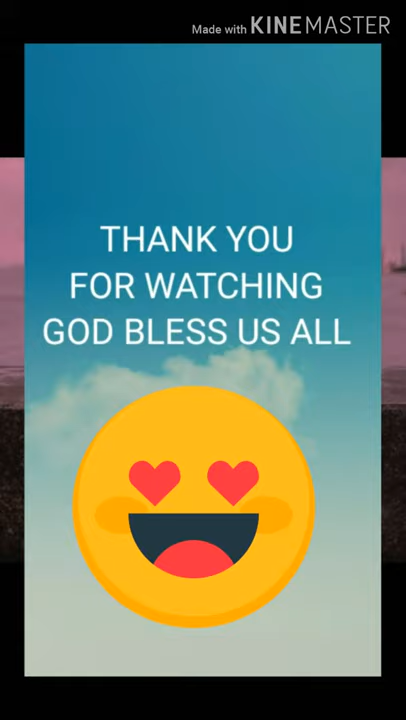 Made with KINEMASTER
THANK YOU
FOR WATCHING
GOD BLESS US ALL